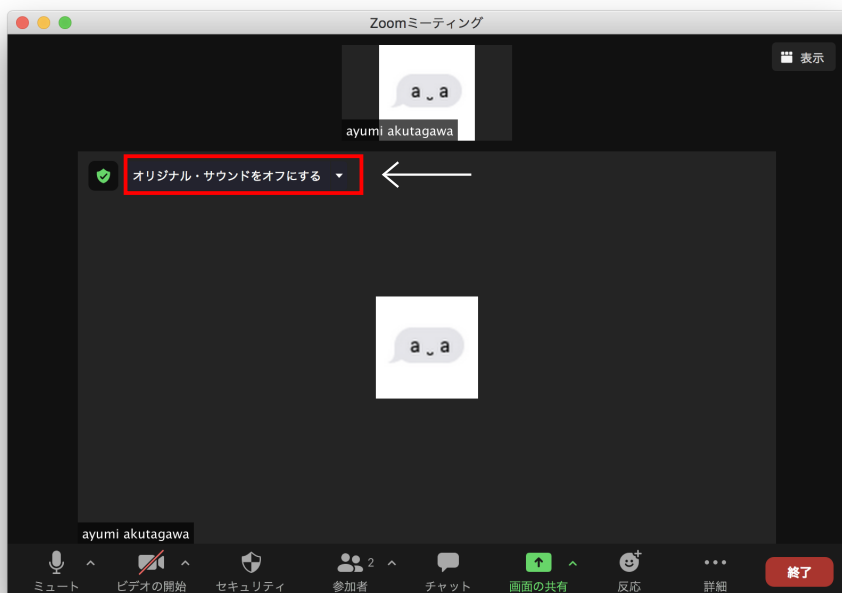 Zoomミーティング
表示
a ⌣ a
ayumi akutagawa
オリジナル・サウンドをオフにする
a ⌣ a
ayumi akutagawa
ミュート
ビデオの開始
セキュリティ
2
参加者
チャット
画面の共有
反応
詳細
終了